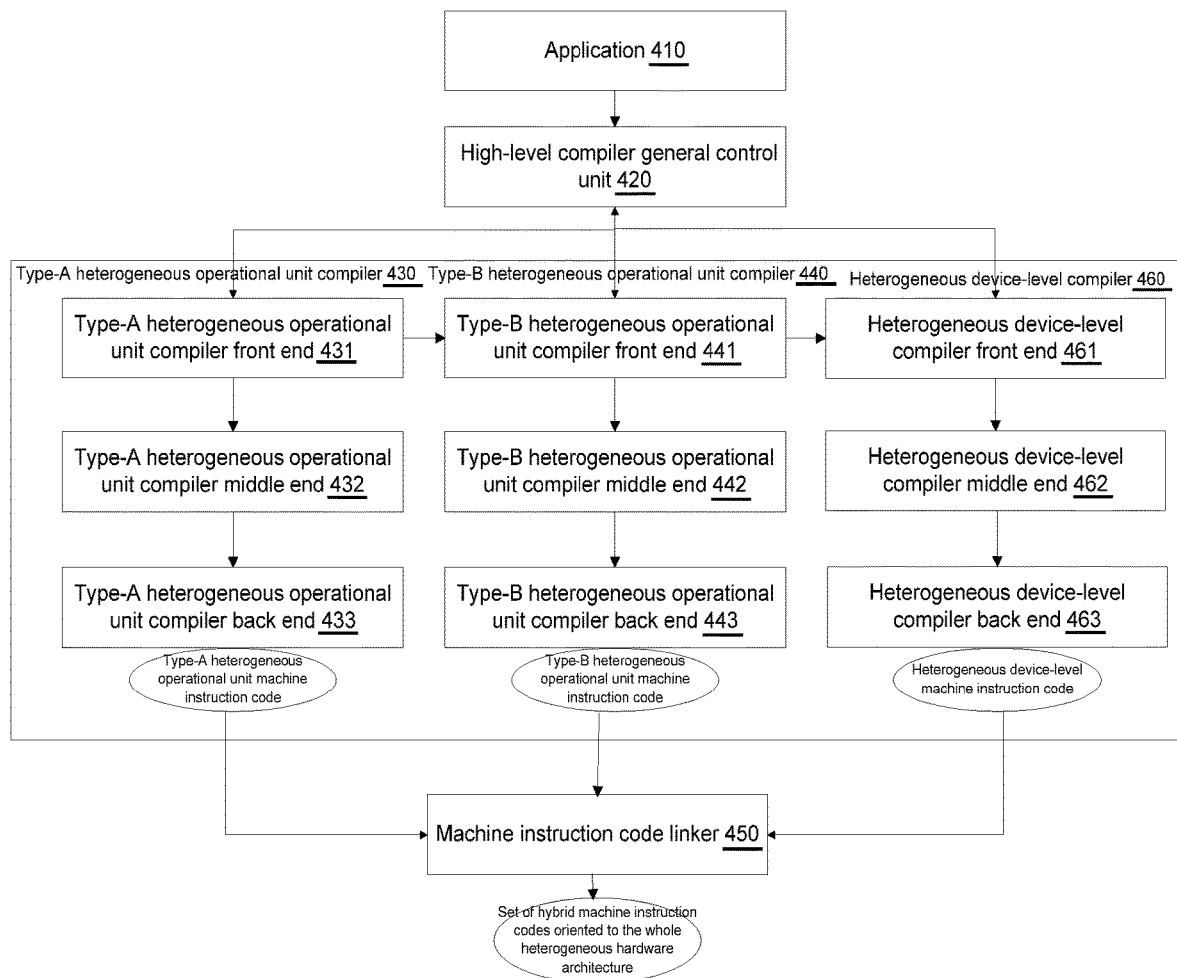 Application 410
High-level compiler general control
unit 420
Type-A heterogeneous operational unit compiler 430
Type-B heterogeneous operational unit compiler 440
Heterogeneous device-level compiler 460
Type-A heterogeneous operational
unit compiler front end 431
Type-B heterogeneous operational
unit compiler front end 441
Heterogeneous device-level
compiler front end 461
Type-A heterogeneous operational
unit compiler middle end 432
Type-B heterogeneous operational
unit compiler middle end 442
Heterogeneous device-level
compiler middle end 462
Type-A heterogeneous operational
unit compiler back end 433
Type-B heterogeneous operational
unit compiler back end 443
Heterogeneous device-level
compiler back end 463
Type-A heterogeneous
operational unit machine
instruction code
Type-B heterogeneous
operational unit machine
instruction code
Heterogeneous device-level
machine instruction code
Machine instruction code linker 450
Set of hybrid machine instruction
codes oriented to the whole
heterogeneous hardware
architecture